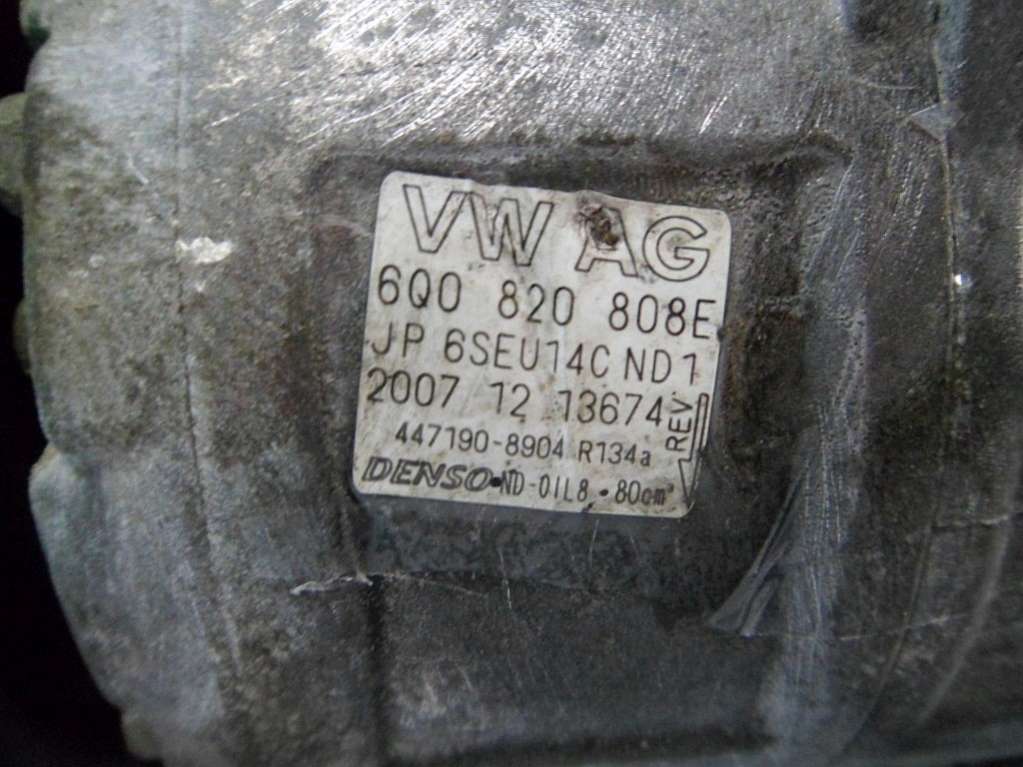 VW AG
6Q0 820 808E
JP 6SEU14C ND1
2007 12 13674
REV
447190-8904 R134a
DENSO•ND-OIL8•80cm³